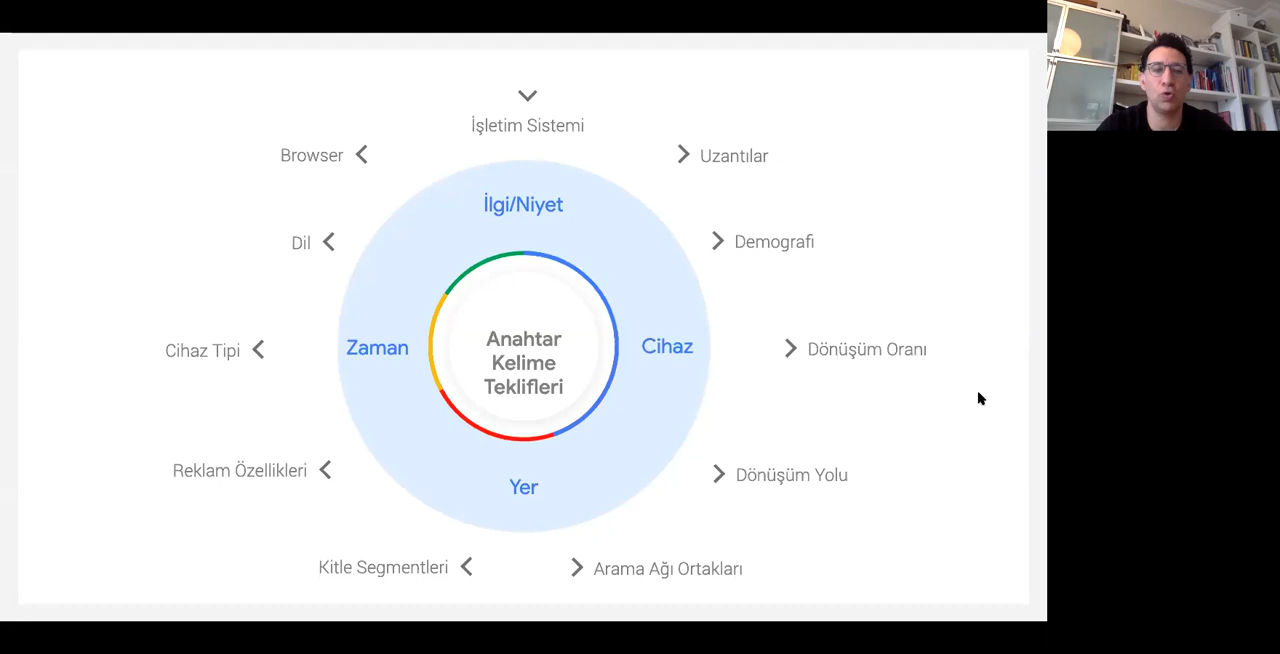 İşletim Sistemi
Browser
Uzantılar
İlgi/Niyet
Dil
Demografi
Anahtar
Kelime
Teklifleri
Zaman
Cihaz
Cihaz Tipi
Dönüşüm Oranı
Reklam Özellikleri
Dönüşüm Yolu
Yer
Kitle Segmentleri
Arama Ağı Ortakları